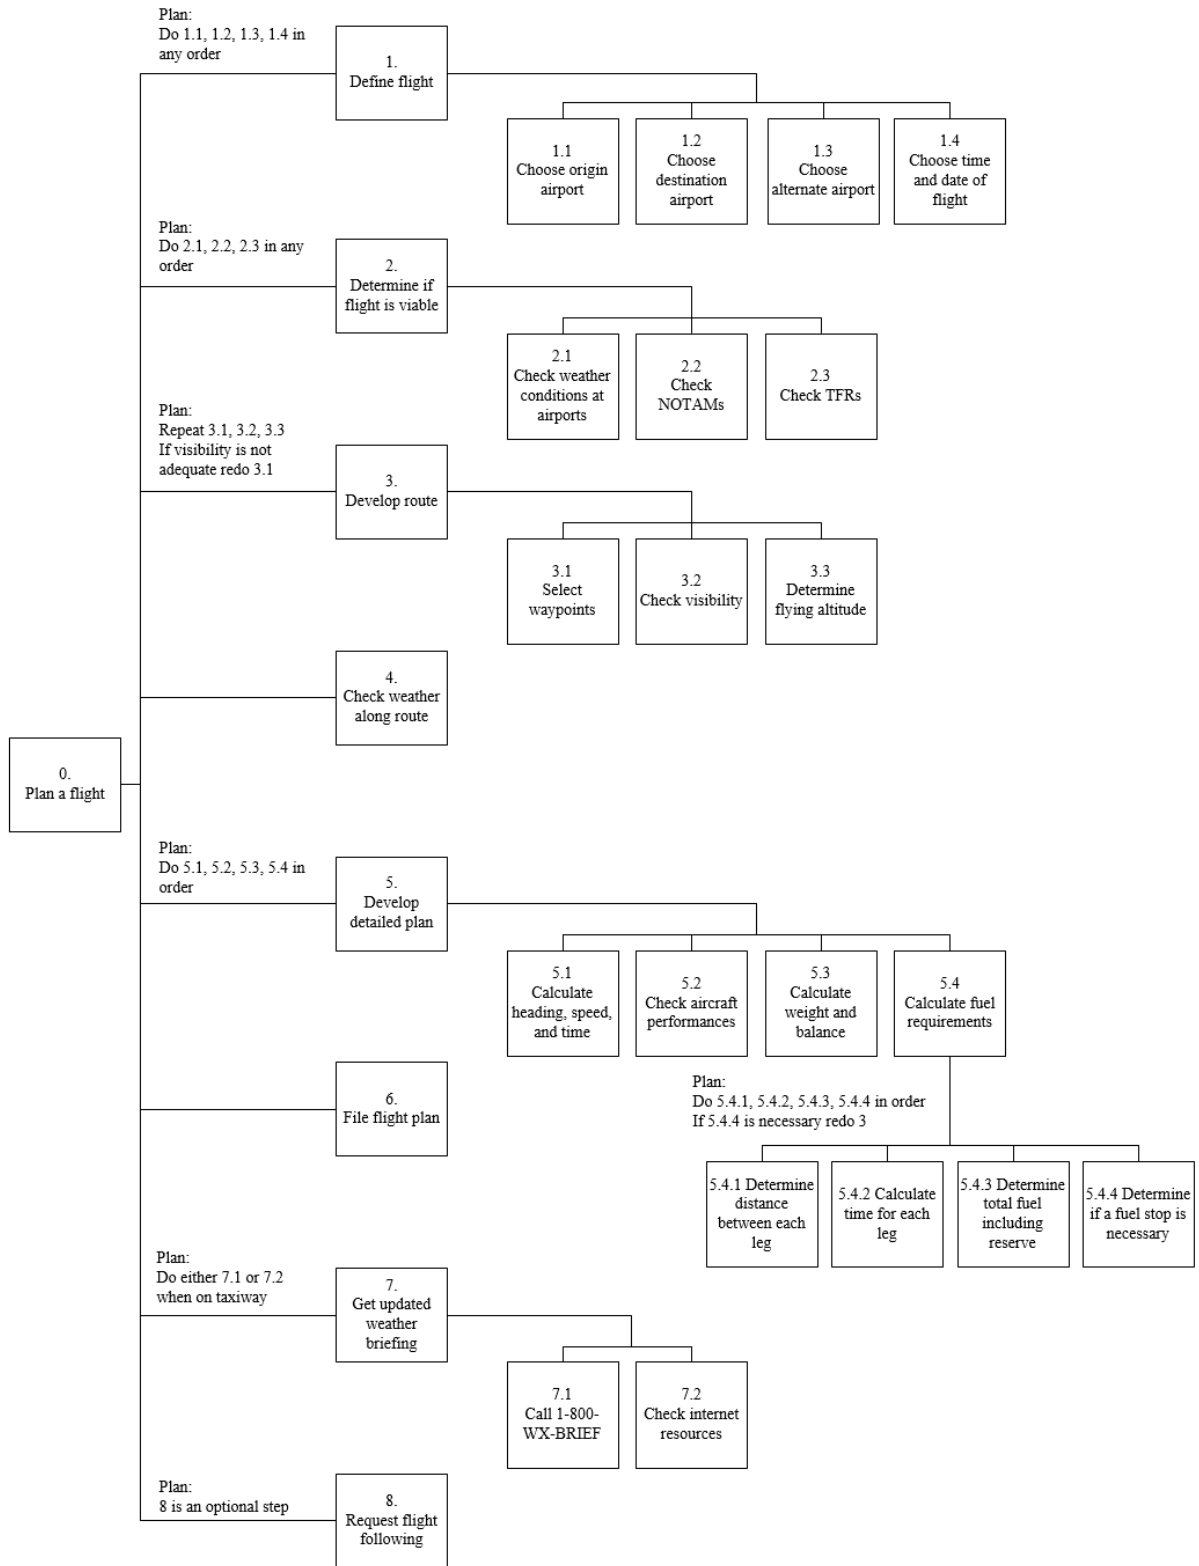 Plan:
Do 1.1, 1.2, 1.3, 1.4 in
any order
1.
Define flight
1.1
Choose origin
airport
1.2
Choose
destination
airport
1.3
Choose
alternate airport
1.4
Choose time
and date of
flight
Plan:
Do 2.1, 2.2, 2.3 in any
order
2.
Determine if
flight is viable
2.1
Check weather
conditions at
airports
2.2
Check
NOTAMs
2.3
Check TFRs
Plan:
Repeat 3.1, 3.2, 3.3
If visibility is not
adequate redo 3.1
3.
Develop route
3.1
Select
waypoints
3.2
Check visibility
3.3
Determine
flying altitude
4.
Check weather
along route
0.
Plan a flight
Plan:
Do 5.1, 5.2, 5.3, 5.4 in
order
5.
Develop
detailed plan
5.1
Calculate
heading, speed,
and time
5.2
Check aircraft
performances
5.3
Calculate
weight and
balance
5.4
Calculate fuel
requirements
Plan:
Do 5.4.1, 5.4.2, 5.4.3, 5.4.4 in order
If 5.4.4 is necessary redo 3
5.4.1 Determine
distance
between each
leg
5.4.2 Calculate
time for each
leg
5.4.3 Determine
total fuel
including
reserve
5.4.4 Determine
if a fuel stop is
necessary
6.
File flight plan
Plan:
Do either 7.1 or 7.2
when on taxiway
7.
Get updated
weather
briefing
7.1
Call 1-800-
WX-BRIEF
7.2
Check internet
resources
Plan:
8 is an optional step
8.
Request flight
following